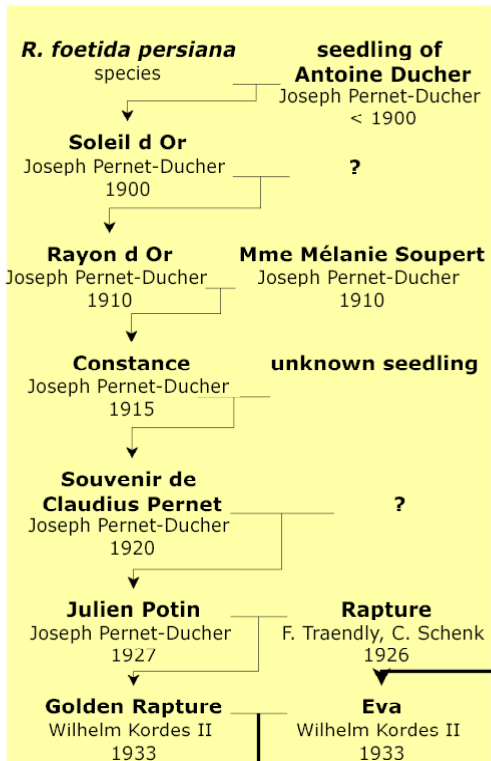 R. foetida persiana
species
seedling of
Antoine Ducher
Joseph Pernet-Ducher
< 1900
Soleil d Or
Joseph Pernet-Ducher
1900
?
Rayon d Or
Joseph Pernet-Ducher
1910
Mme Mélanie Soupert
Joseph Pernet-Ducher
1910
Constance
Joseph Pernet-Ducher
1915
unknown seedling
Souvenir de
Claudius Pernet
Joseph Pernet-Ducher
1920
?
Julien Potin
Joseph Pernet-Ducher
1927
Rapture
F. Traendly, C. Schenk
1926
Golden Rapture
Wilhelm Kordes II
1933
Eva
Wilhelm Kordes II
1933